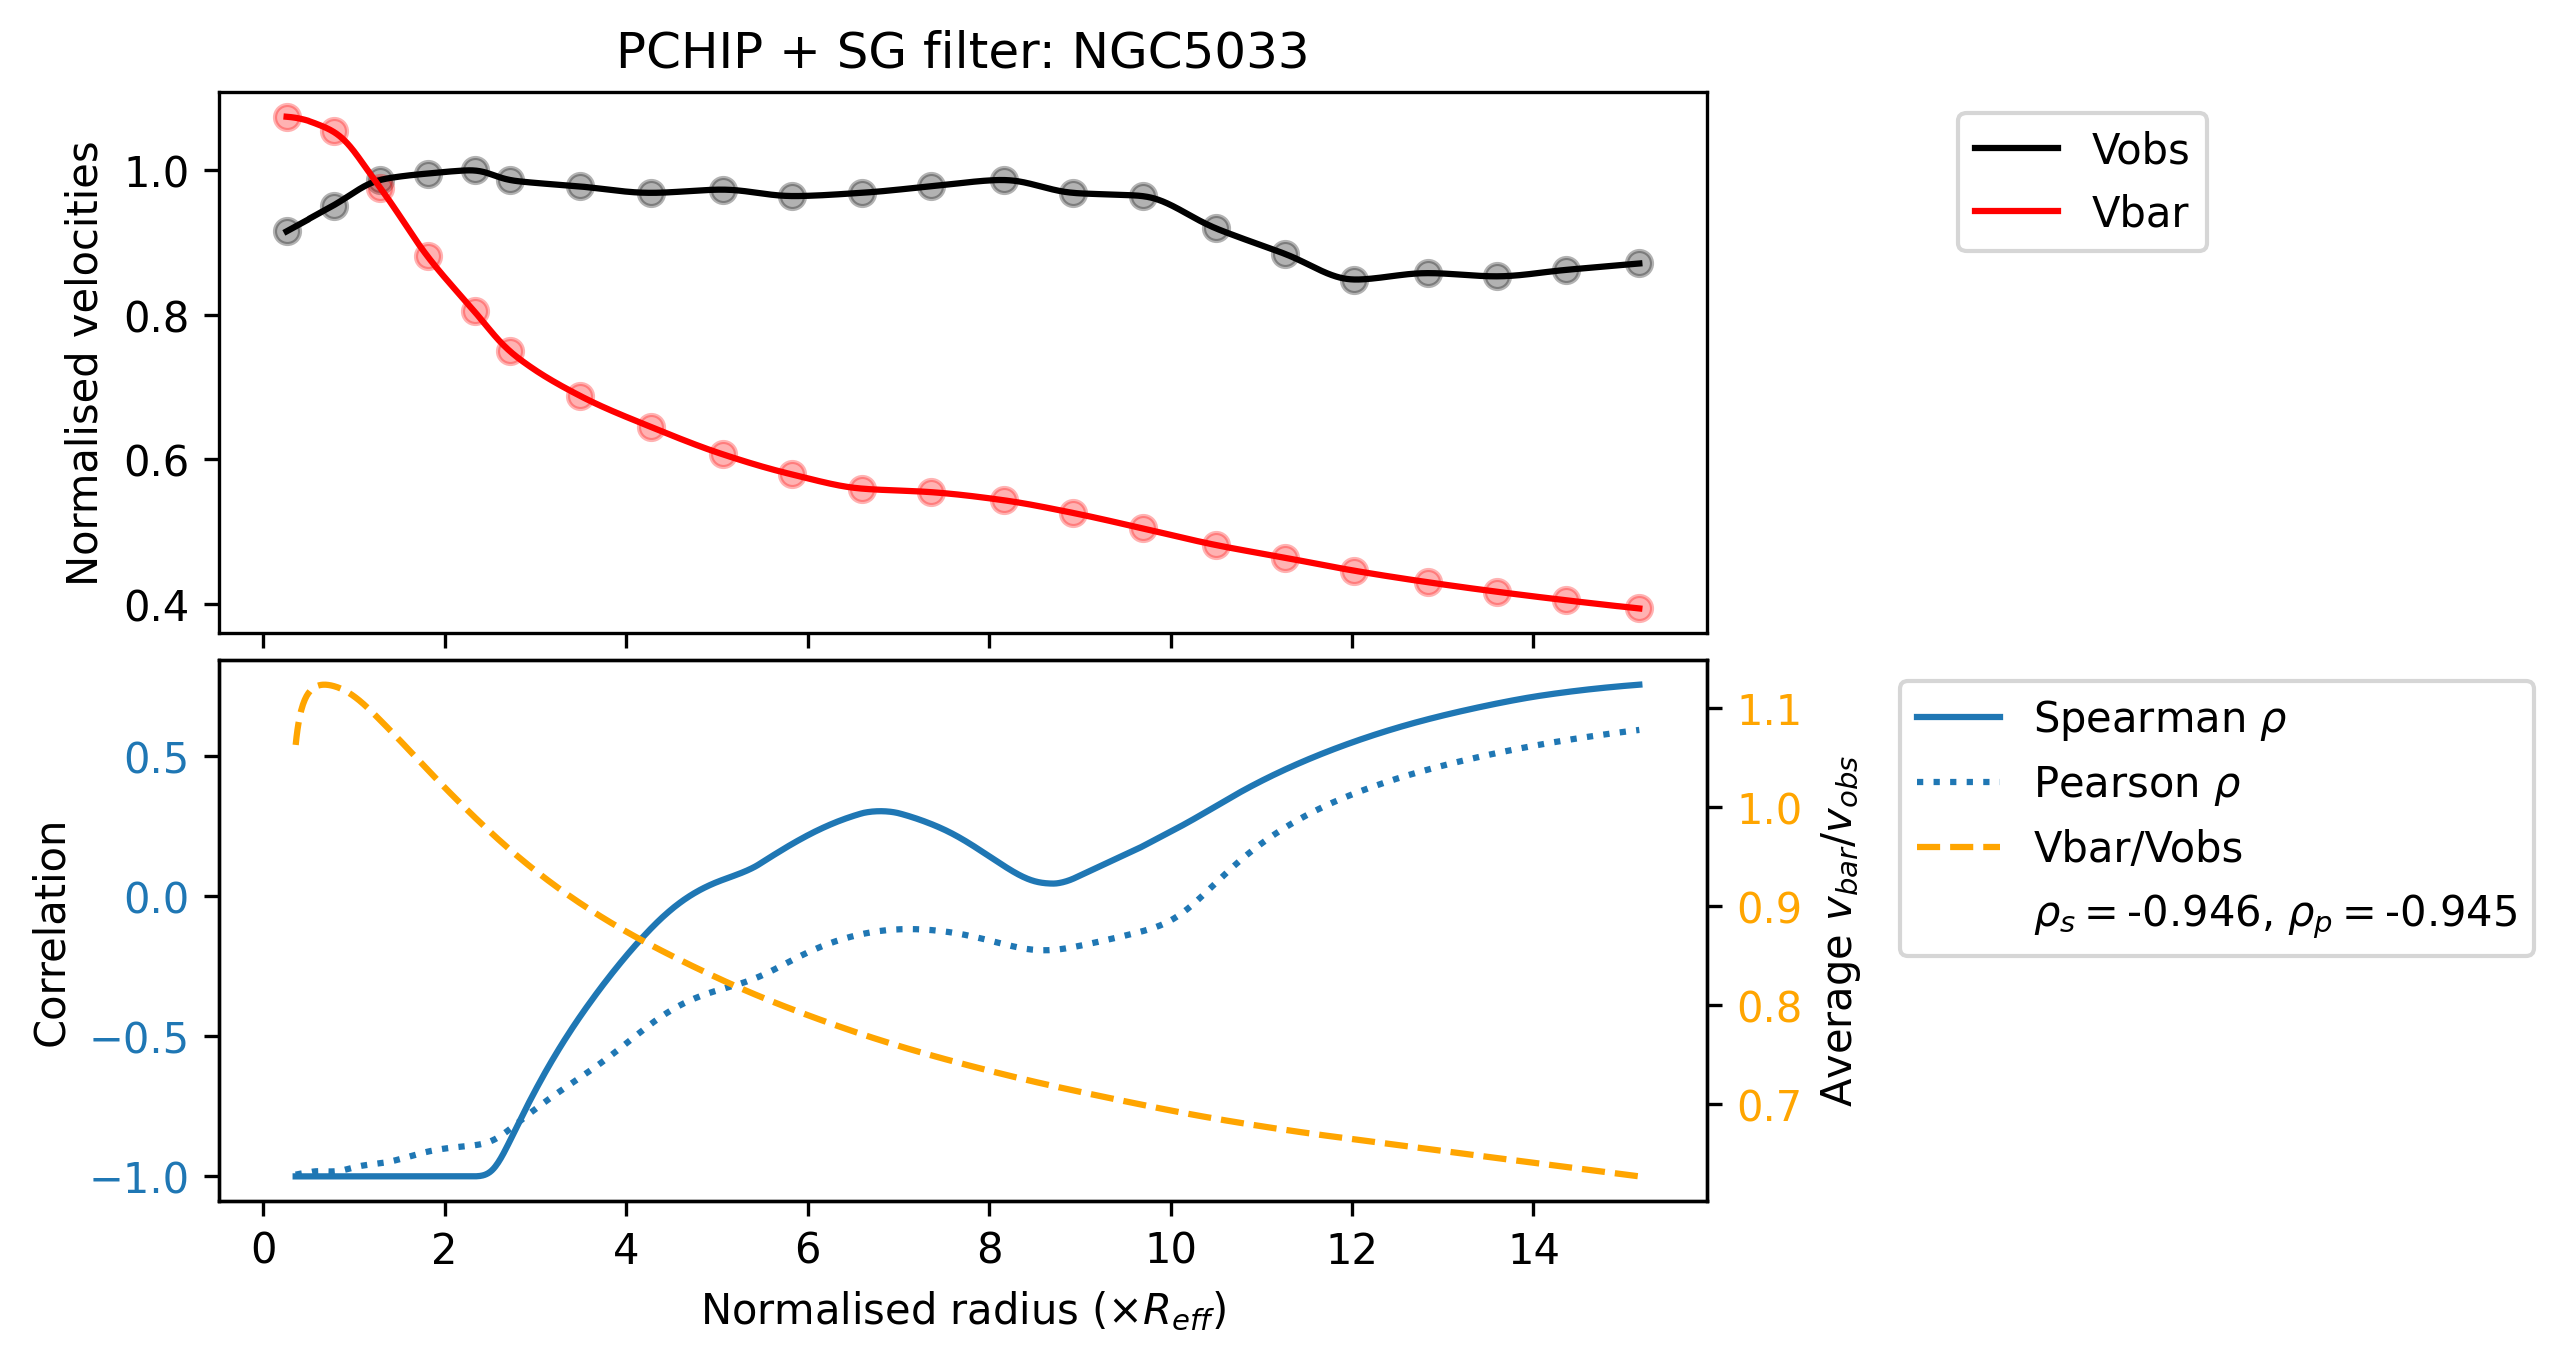 PCHIP + SG filter: NGC5033
Normalised velocities
1.0
0.8
0.6
0.4
Vobs
Vbar
Correlation
0.5
0.0
−0.5
−1.0
1.1
1.0
0.9
0.8
0.7
Average v_bar/v_obs
Spearman ρ
Pearson ρ
Vbar/Vobs
ρ_s = -0.946, ρ_p = -0.945
0 2 4 6 8 10 12 14
Normalised radius (×R_eff)